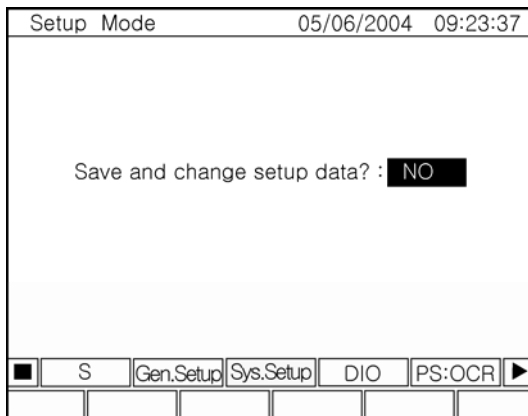 Setup Mode 05/06/2004 09:23:37
Save and change setup data? : NO
■ S Gen.Setup Sys.Setup DIO PS:OCR ▶